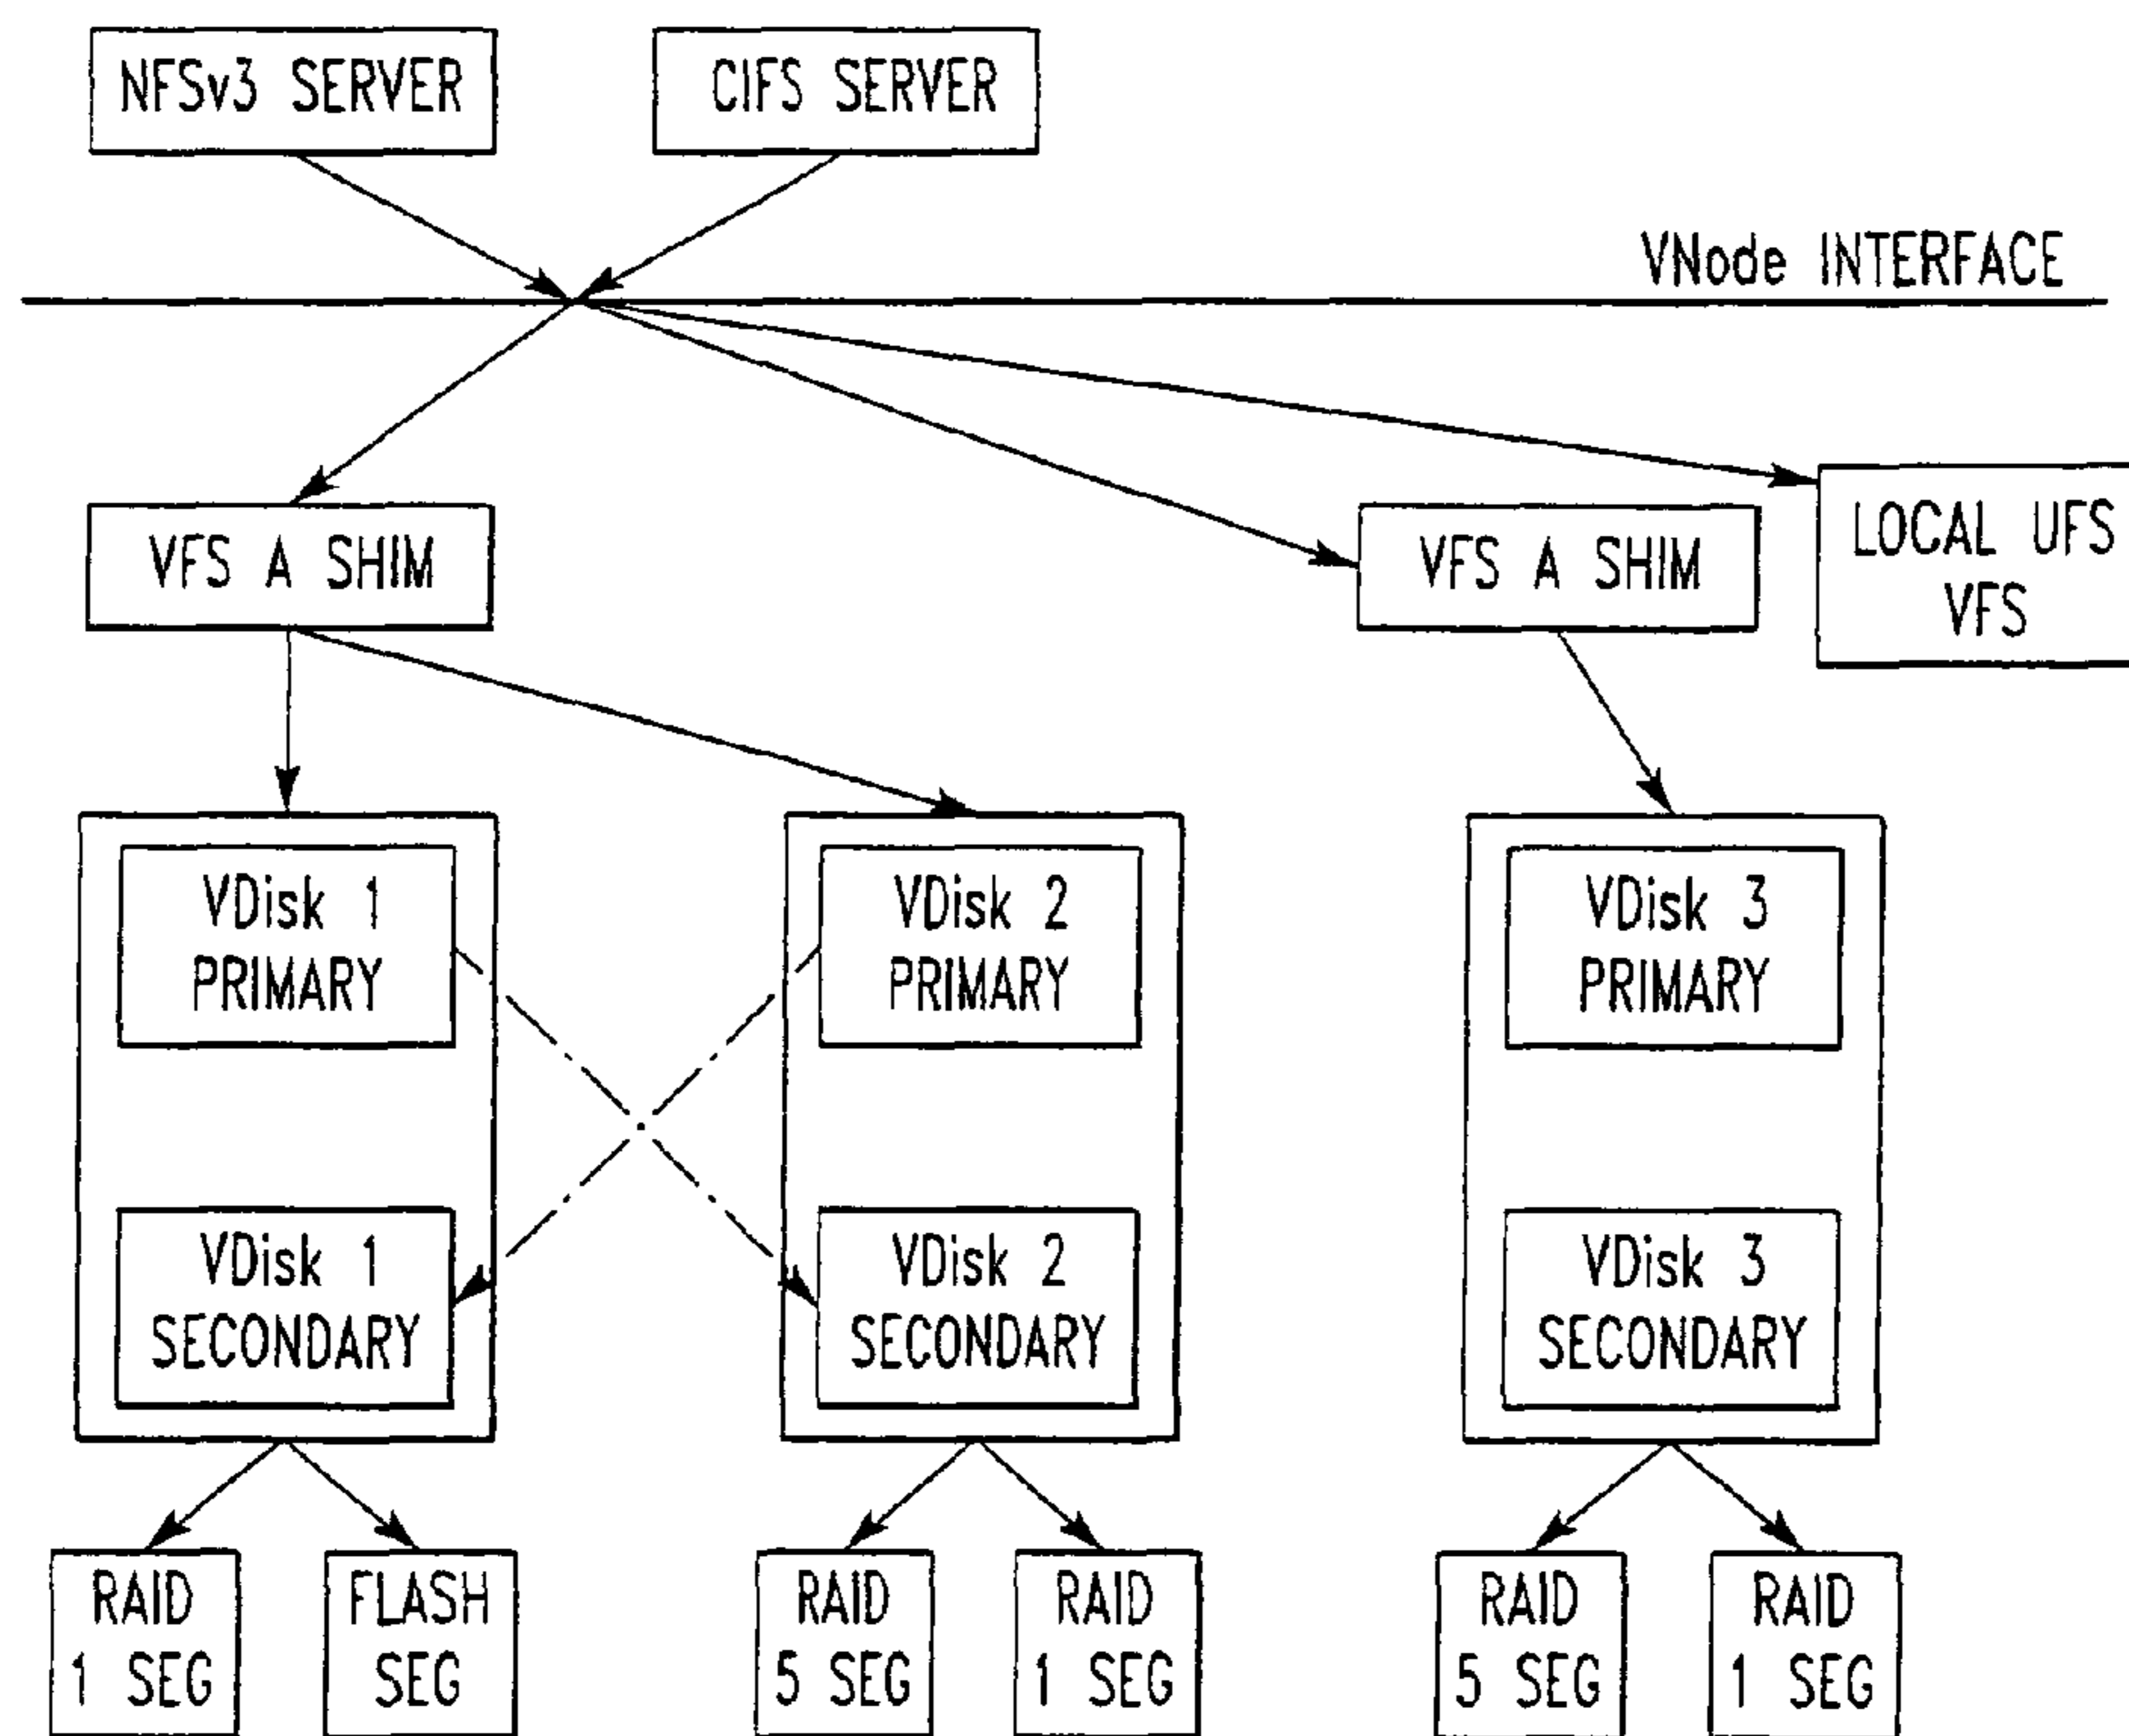 NFSv3 SERVER
CIFS SERVER
VNode INTERFACE
VFS A SHIM
VFS A SHIM
LOCAL UFS
VFS
VDisk 1
PRIMARY
VDisk 2
PRIMARY
VDisk 3
PRIMARY
VDisk 1
SECONDARY
VDisk 2
SECONDARY
VDisk 3
SECONDARY
RAID
1 SEG
FLASH
SEG
RAID
5 SEG
RAID
1 SEG
RAID
5 SEG
RAID
1 SEG